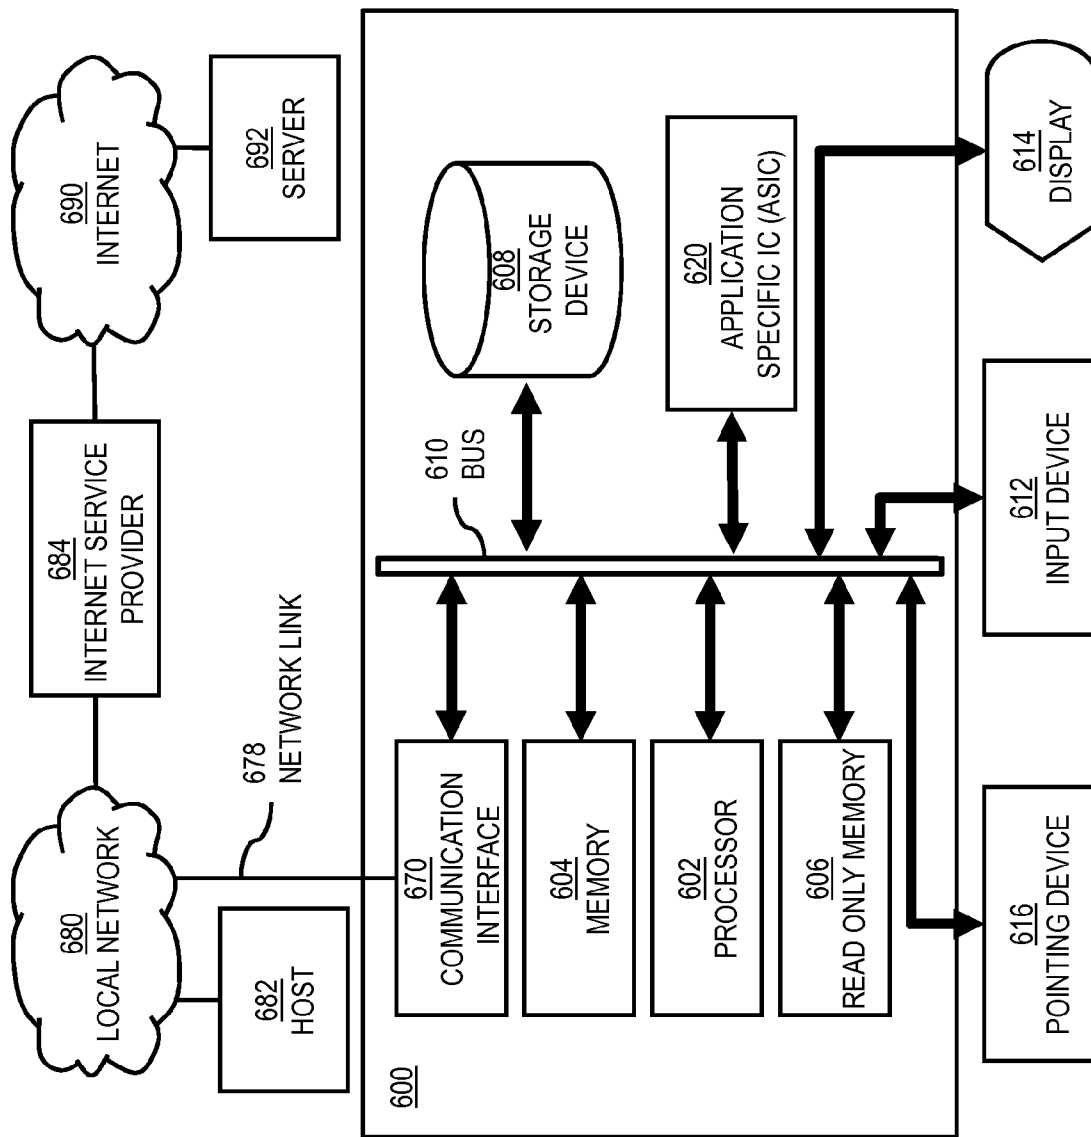 680
LOCAL NETWORK
684
INTERNET SERVICE
PROVIDER
690
INTERNET
682
HOST
678
NETWORK LINK
692
SERVER
600
670
COMMUNICATION
INTERFACE
610
BUS
608
STORAGE
DEVICE
604
MEMORY
602
PROCESSOR
620
APPLICATION
SPECIFIC IC (ASIC)
606
READ ONLY MEMORY
616
POINTING DEVICE
612
INPUT DEVICE
614
DISPLAY